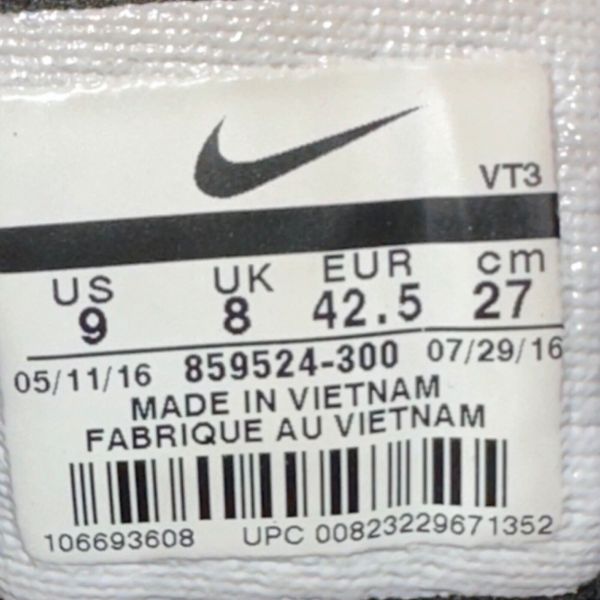 VT3
US UK EUR cm
9 8 42.5 27
05/11/16 859524-300 07/29/16
MADE IN VIETNAM
FABRIQUE AU VIETNAM
106693608 UPC 00823229671352